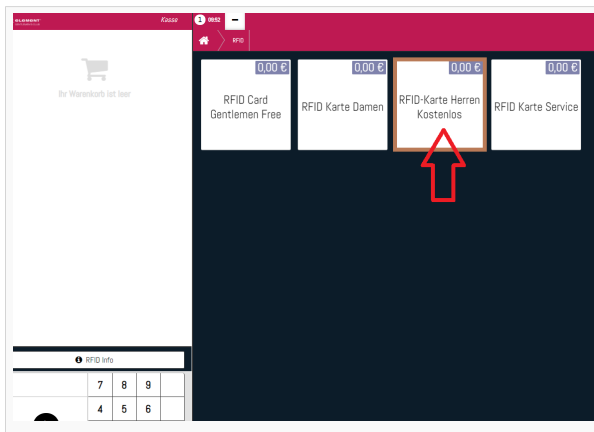 ELEMENT
Kasse
1 09:52
RFID
0,00 €
RFID Card
Gentlemen Free
0,00 €
RFID Karte Damen
0,00 €
RFID-Karte Herren
Kostenlos
0,00 €
RFID Karte Service
Ihr Warenkorb ist leer
RFID Info
7 8 9
4 5 6